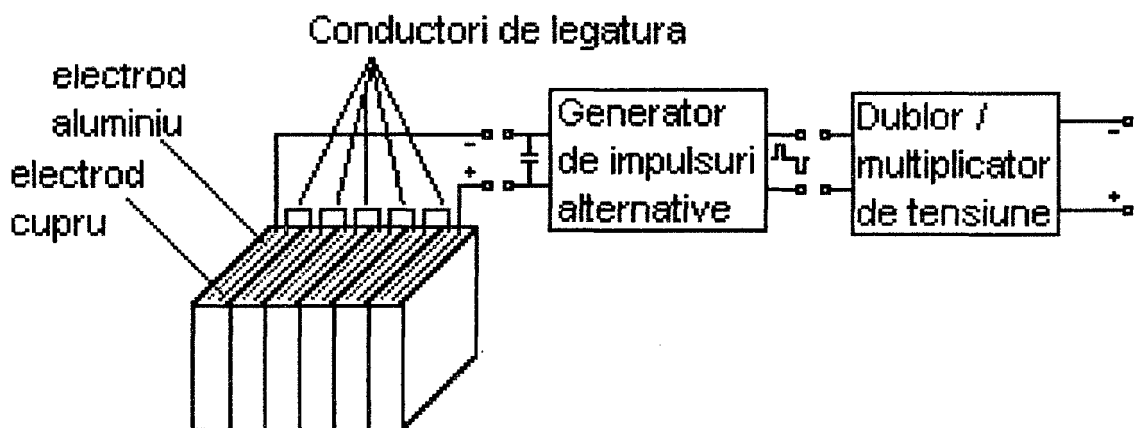 Conductori de legatura
electrod
aluminiu
electrod
cupru
-
+
Generator
de impulsuri
alternative
Dublor /
multiplicator
de tensiune
-
+